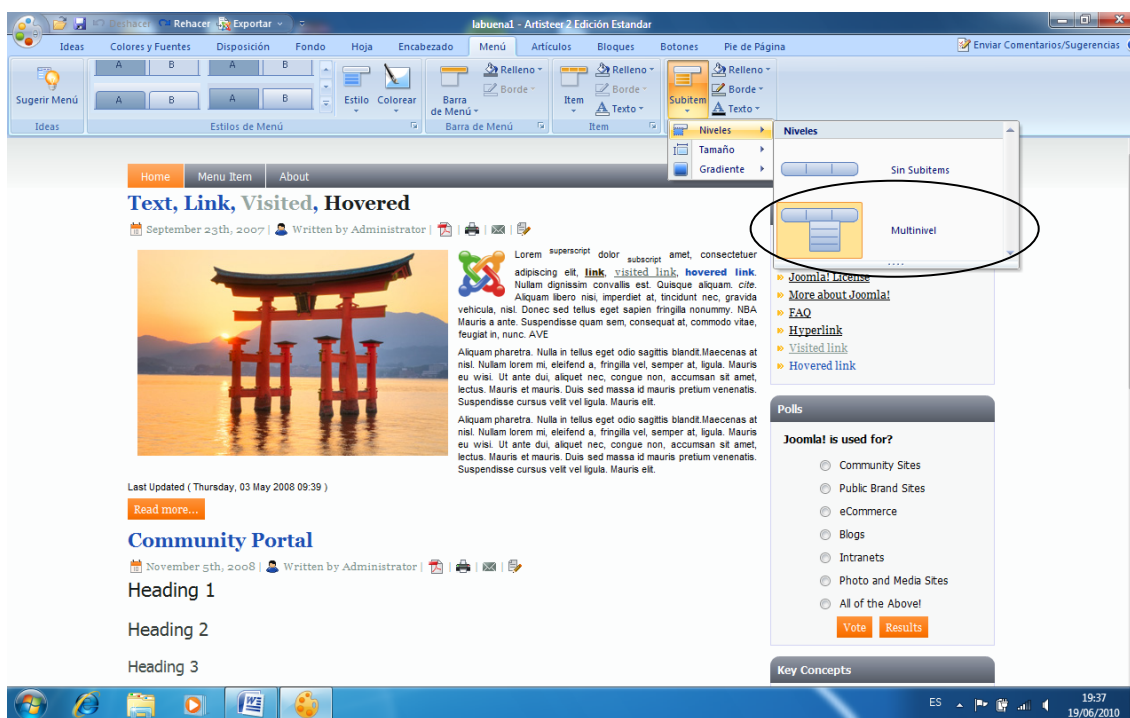 Deshacer Rehacer Exportar
labuena1 - Artisteer 2 Edición Estandar
Ideas Colores y Fuentes Disposición Fondo Hoja Encabezado Menú Artículos Bloques Botones Pie de Página Enviar Comentarios/Sugerencias
Sugerir Menú
A B A B
A B A B
Estilo Colorear
Barra de Menú
Relleno
Borde
Item
Relleno
Borde
Texto
Subitem
Relleno
Borde
Texto
Ideas Estilos de Menú Barra de Menú Item
Niveles
Tamaño
Gradiente
Niveles
Sin Subitems
Multinivel
Home Menu Item About
Text, Link, Visited, Hovered
September 23th, 2007 | Written by Administrator | | | |
Lorem superscript dolor subscript amet, consectetuer
adipiscing elit, link, visited link, hovered link.
Nullam dignissim convallis est. Quisque aliquam. cite.
Aliquam libero nisi, imperdiet at, tincidunt nec, gravida
vehicula, nisl. Donec sed tellus eget sapien fringilla nonummy. NBA
Mauris a ante. Suspendisse quam sem, consequat at, commodo vitae,
feugiat in, nunc. AVE
Aliquam pharetra. Nulla in tellus eget odio sagittis blandit.Maecenas at
nisl. Nullam lorem mi, eleifend a, fringilla vel, semper at, ligula. Mauris
eu wisi. Ut ante dui, aliquet nec, congue non, accumsan sit amet,
lectus. Mauris et mauris. Duis sed massa id mauris pretium venenatis.
Suspendisse cursus velit vel ligula. Mauris elit.
Aliquam pharetra. Nulla in tellus eget odio sagittis blandit.Maecenas at
nisl. Nullam lorem mi, eleifend a, fringilla vel, semper at, ligula. Mauris
eu wisi. Ut ante dui, aliquet nec, congue non, accumsan sit amet,
lectus. Mauris et mauris. Duis sed massa id mauris pretium venenatis.
Suspendisse cursus velit vel ligula. Mauris elit.
Last Updated ( Thursday, 03 May 2008 09:39 )
Read more...
Community Portal
November 5th, 2008 | Written by Administrator | | | |
Heading 1
Heading 2
Heading 3
Joomla! License
More about Joomla!
FAQ
Hyperlink
Visited link
Hovered link
Polls
Joomla! is used for?
Community Sites
Public Brand Sites
eCommerce
Blogs
Intranets
Photo and Media Sites
All of the Above!
Vote Results
Key Concepts
ES
19:37
19/06/2010